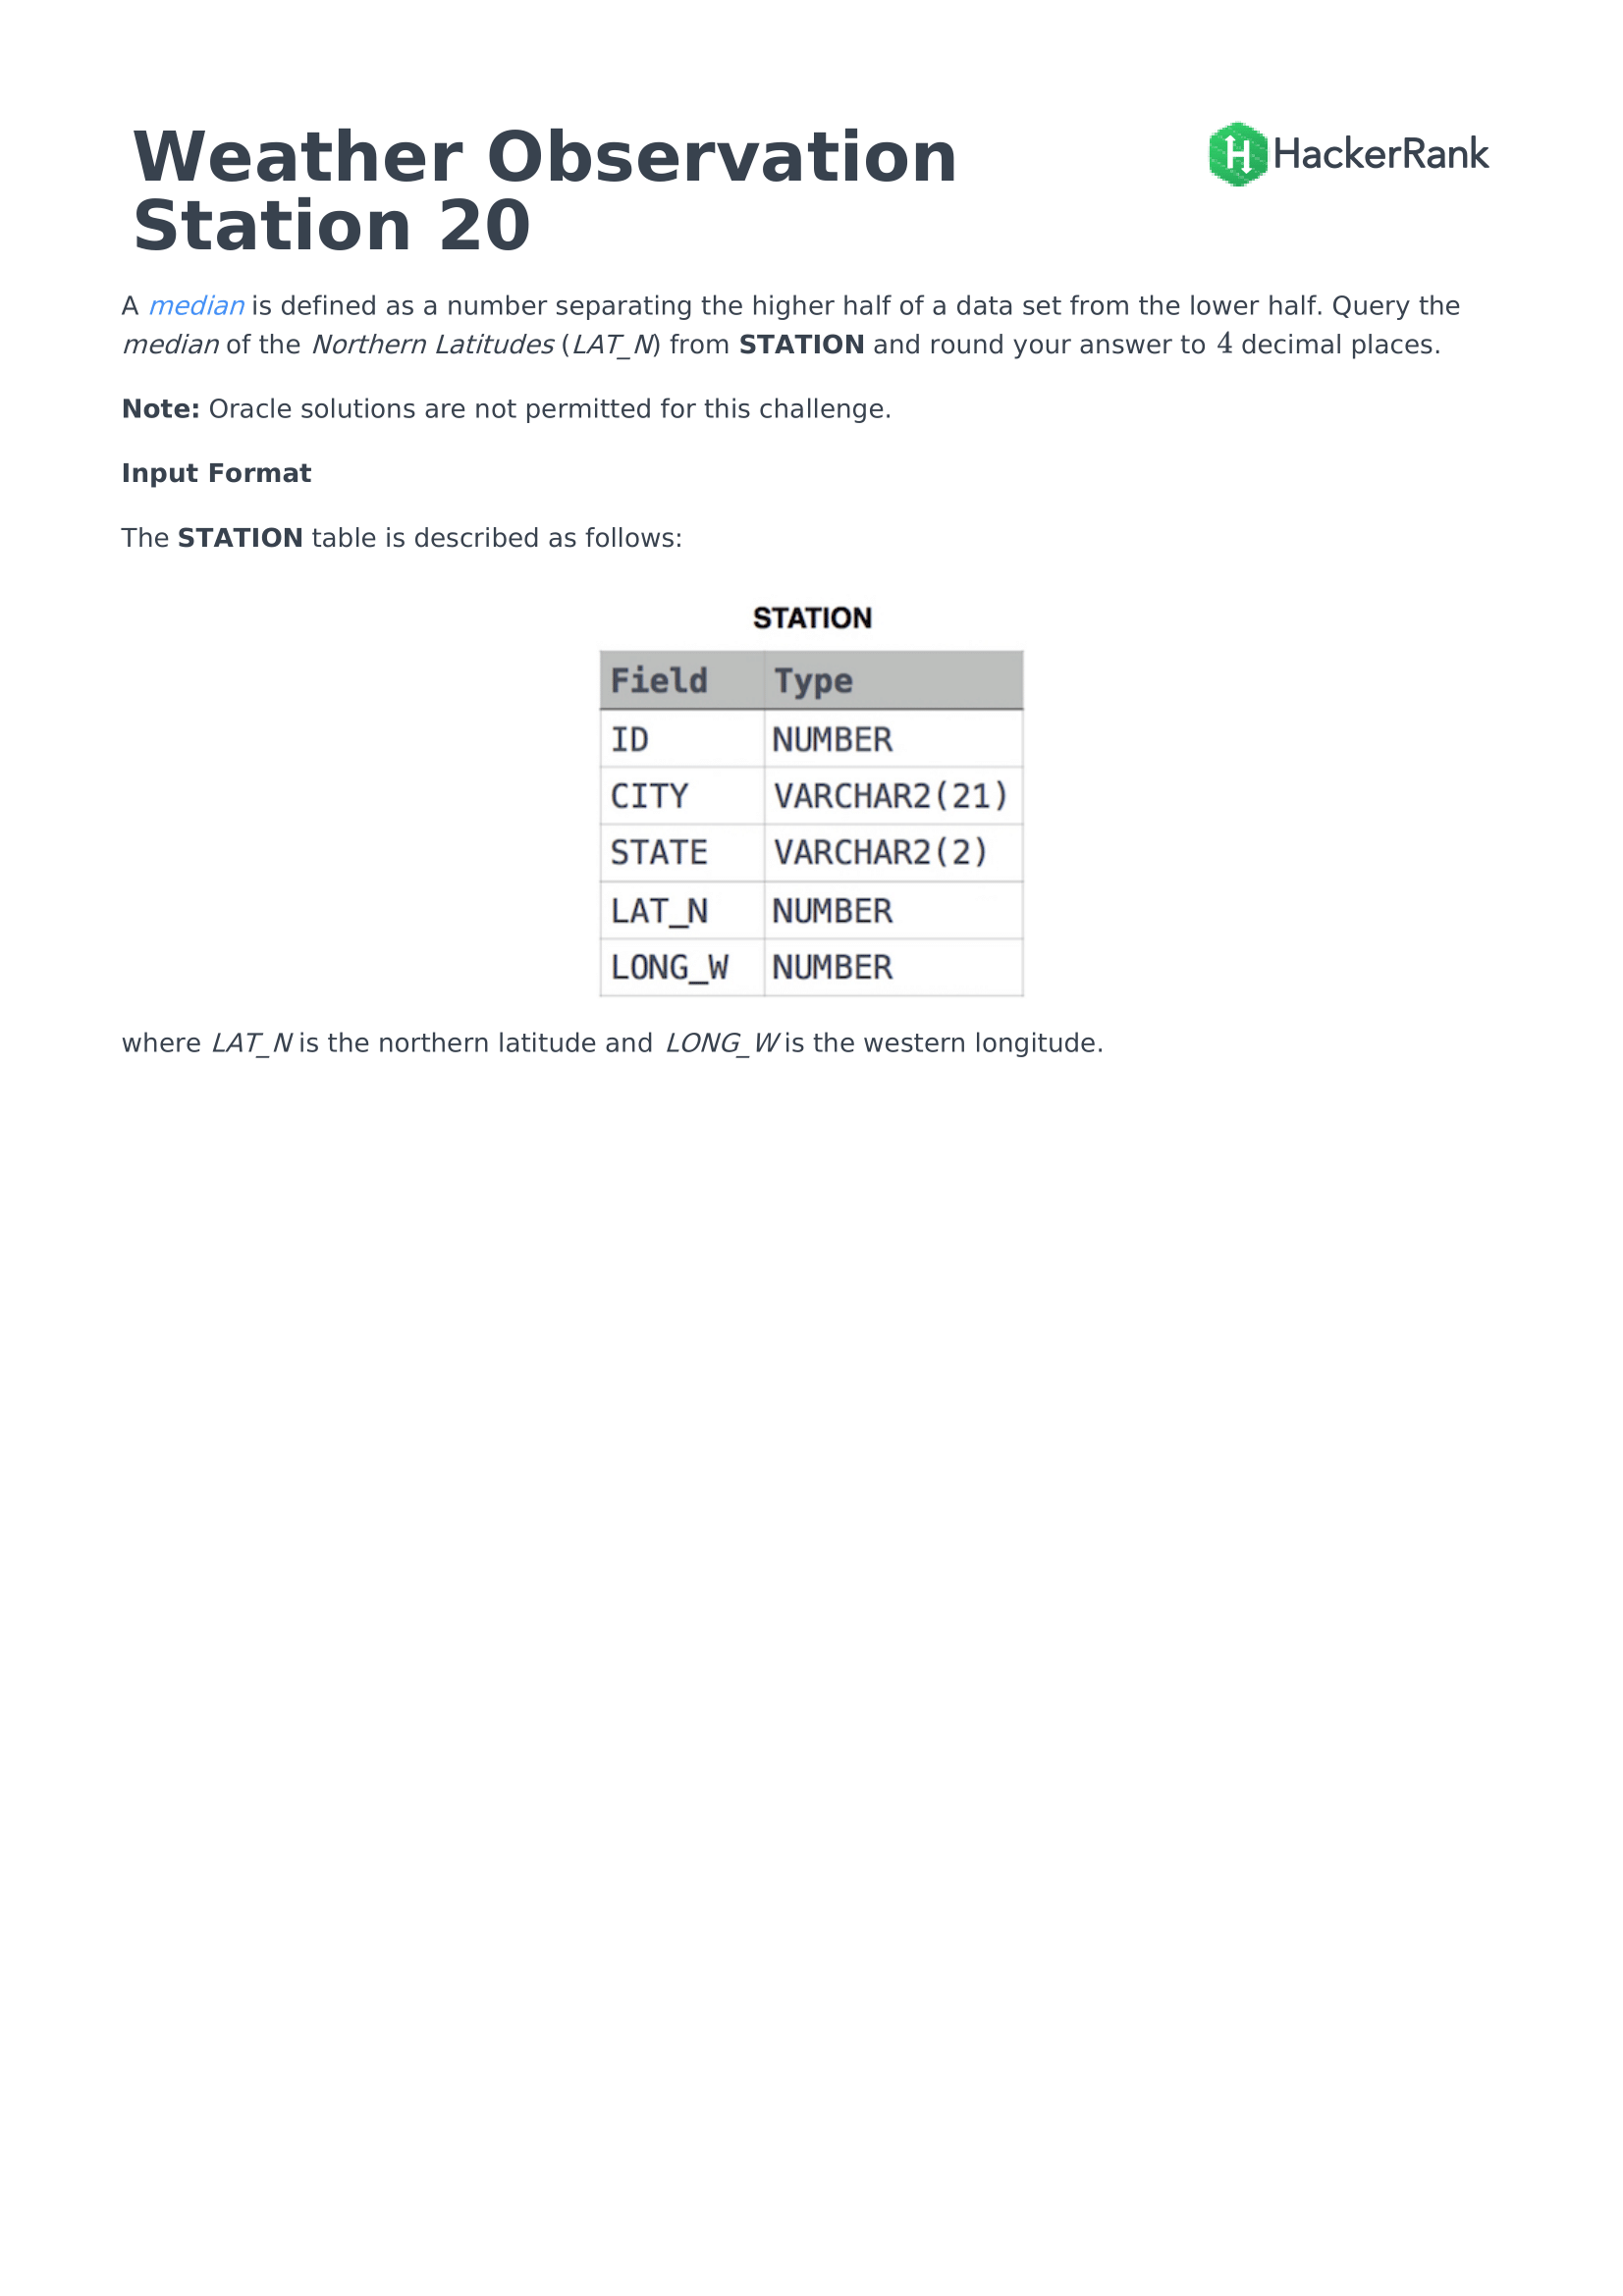 Weather Observation
Station 20
HackerRank
A median is defined as a number separating the higher half of a data set from the lower half. Query the
median of the Northern Latitudes (LAT_N) from STATION and round your answer to 4 decimal places.
Note: Oracle solutions are not permitted for this challenge.
Input Format
The STATION table is described as follows:
STATION
Field Type
ID NUMBER
CITY VARCHAR2(21)
STATE VARCHAR2(2)
LAT_N NUMBER
LONG_W NUMBER
where LAT_N is the northern latitude and LONG_W is the western longitude.